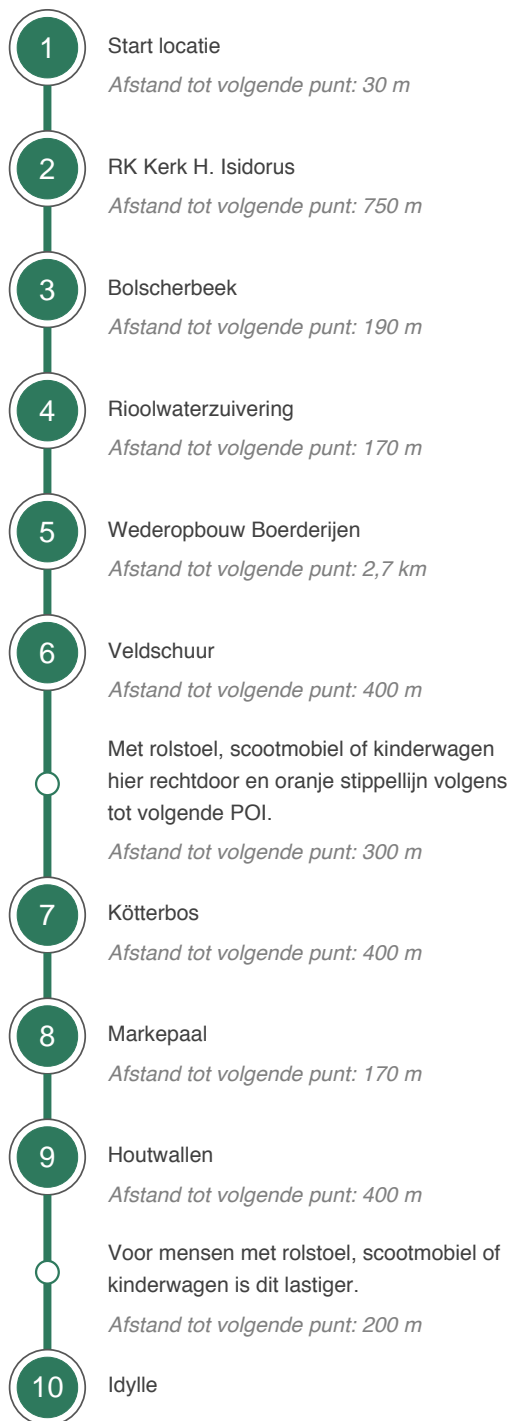 1
Start locatie
Afstand tot volgende punt: 30 m
2
RK Kerk H. Isidorus
Afstand tot volgende punt: 750 m
3
Bolscherbeek
Afstand tot volgende punt: 190 m
4
Rioolwaterzuivering
Afstand tot volgende punt: 170 m
5
Wederopbouw Boerderijen
Afstand tot volgende punt: 2,7 km
6
Veldschuur
Afstand tot volgende punt: 400 m
Met rolstoel, scootmobiel of kinderwagen
hier rechtdoor en oranje stippellijn volgens
tot volgende POI.
Afstand tot volgende punt: 300 m
7
Kötterbos
Afstand tot volgende punt: 400 m
8
Markepaal
Afstand tot volgende punt: 170 m
9
Houtwallen
Afstand tot volgende punt: 400 m
Voor mensen met rolstoel, scootmobiel of
kinderwagen is dit lastiger.
Afstand tot volgende punt: 200 m
10
Idylle